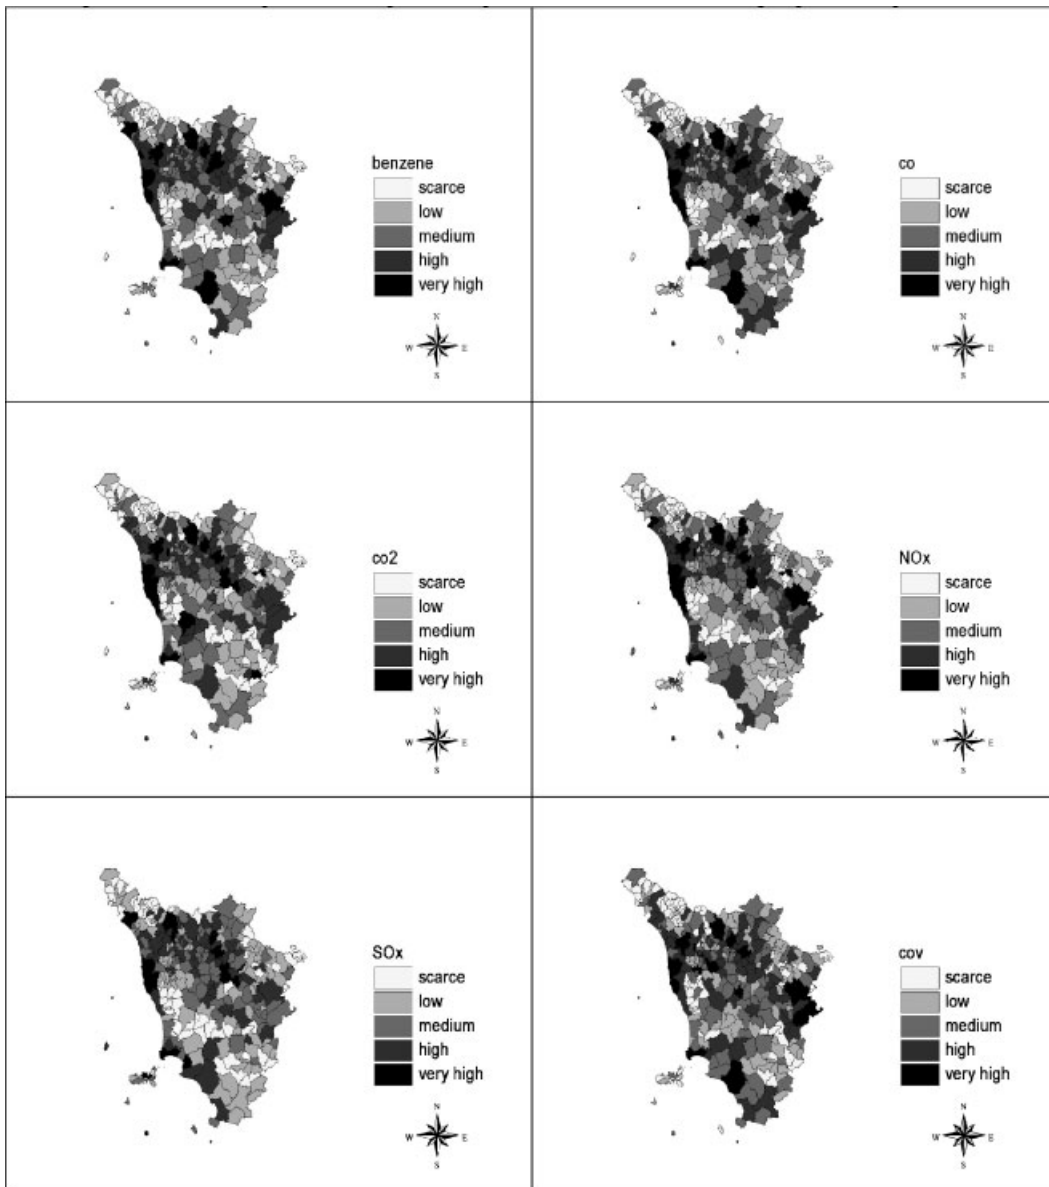 benzene
scarce
low
medium
high
very high
N
W E
S
co
scarce
low
medium
high
very high
N
W E
S
co2
scarce
low
medium
high
very high
N
W E
S
NOx
scarce
low
medium
high
very high
N
W E
S
SOx
scarce
low
medium
high
very high
N
W E
S
cov
scarce
low
medium
high
very high
N
W E
S